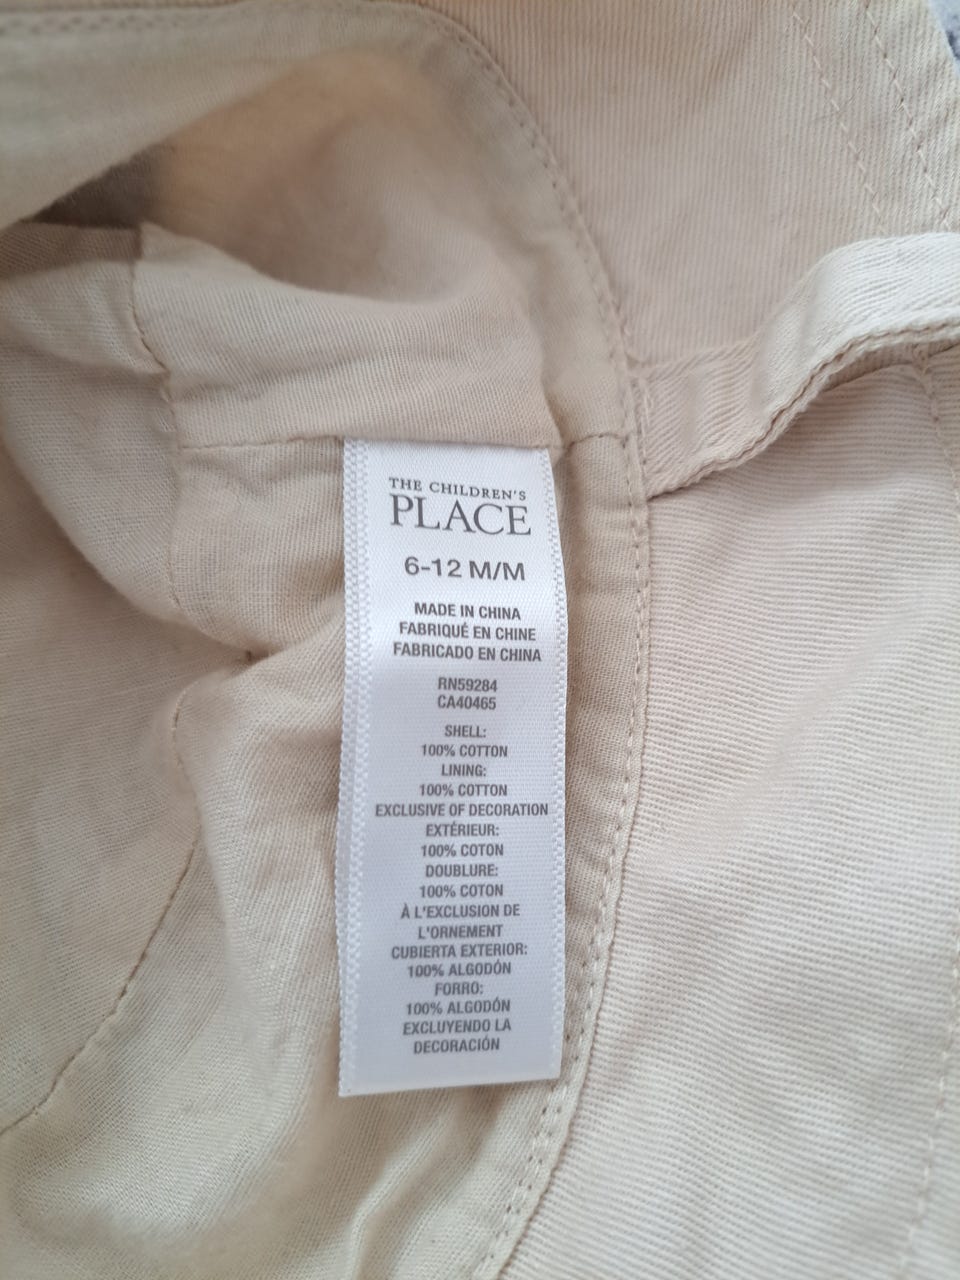 THE CHILDREN'S
PLACE
6-12 M/M
MADE IN CHINA
FABRIQUÉ EN CHINE
FABRICADO EN CHINA
RN59284
CA40465
SHELL:
100% COTTON
LINING:
100% COTTON
EXCLUSIVE OF DECORATION
EXTÉRIEUR:
100% COTON
DOUBLURE:
100% COTON
À L'EXCLUSION DE
L'ORNEMENT
CUBIERTA EXTERIOR:
100% ALGODÓN
FORRO:
100% ALGODÓN
EXCLUYENDO LA
DECORACIÓN